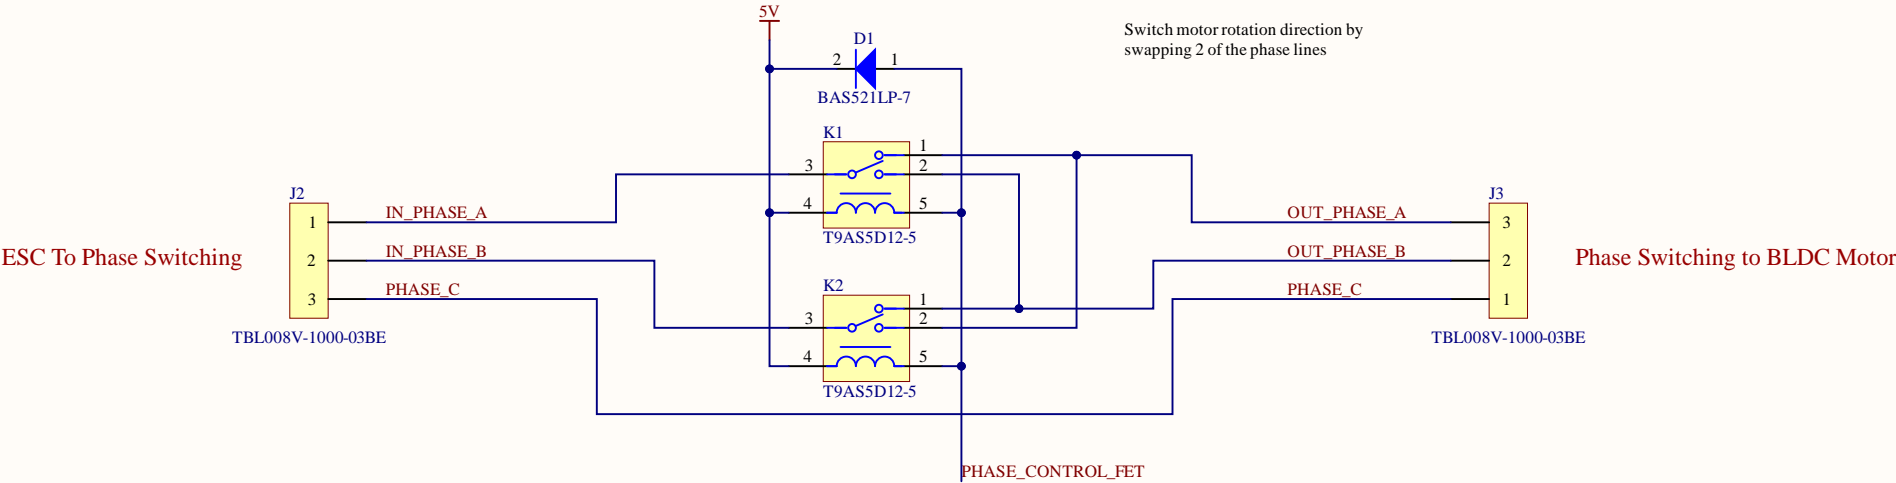 5V
Switch motor rotation direction by
swapping 2 of the phase lines
D1
2 1
BAS521LP-7
K1
1
3 2
4 5
T9AS5D12-5
J2
1 IN_PHASE_A
2 IN_PHASE_B
3 PHASE_C
TBL008V-1000-03BE
ESC To Phase Switching
K2
1
3 2
4 5
T9AS5D12-5
J3
OUT_PHASE_A 3
OUT_PHASE_B 2
PHASE_C 1
TBL008V-1000-03BE
Phase Switching to BLDC Motor
PHASE_CONTROL_FET